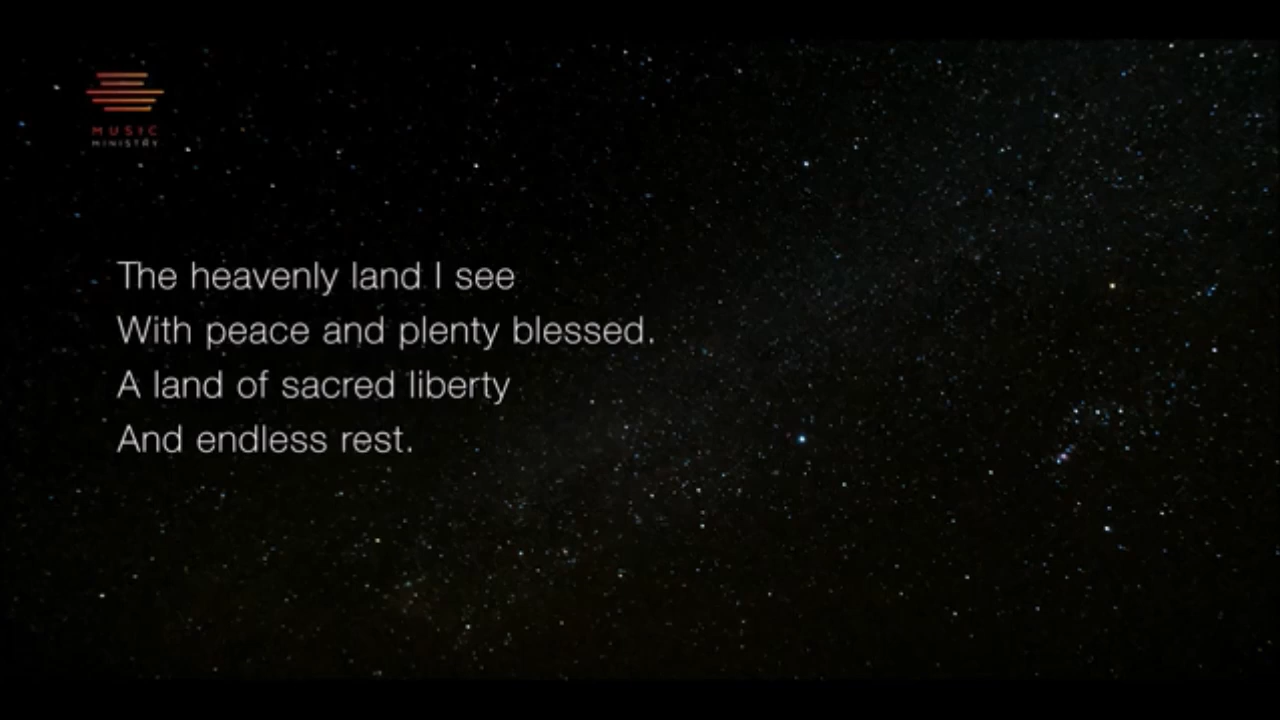 MUSIC
MINISTRY
The heavenly land I see
With peace and plenty blessed.
A land of sacred liberty
And endless rest.